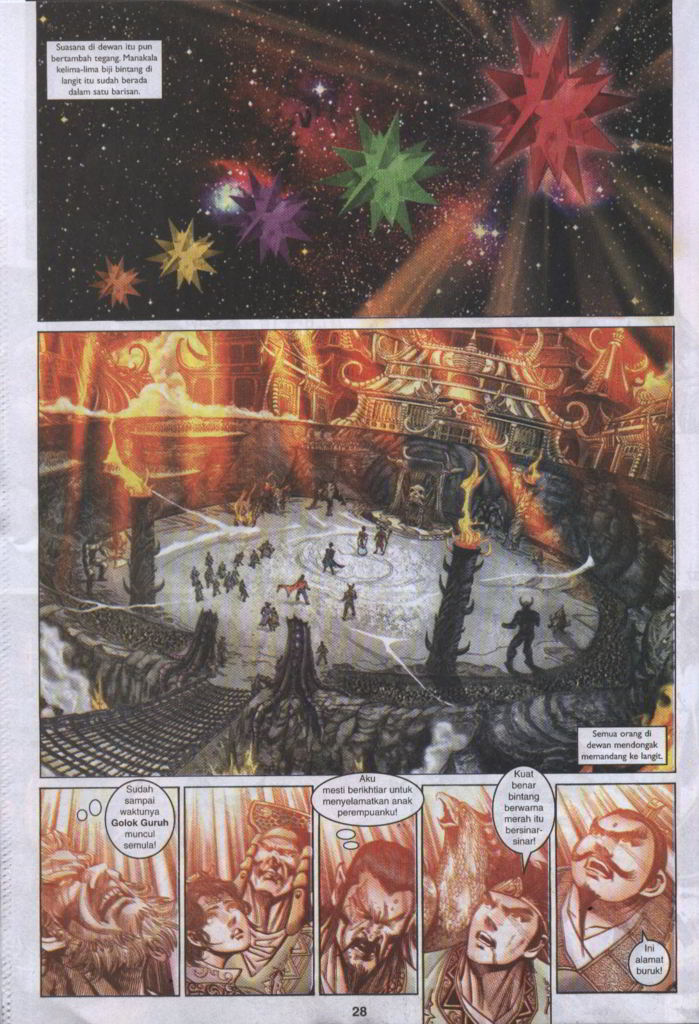 Suasana di dewan itu pun
bertambah tegang. Manakala
kelima-lima biji bintang di
langit itu sudah berada
dalam satu barisan.
Semua orang di
dewan mendongak
memandang ke langit.
Sudah
sampai
waktunya
Golok Guruh
muncul
semula!
Aku
mesti berikhtiar untuk
menyelamatkan anak
perempuanku!
Kuat
benar
bintang
berwarna
merah itu
bersinar-
sinar!
Ini
alamat
buruk!
28